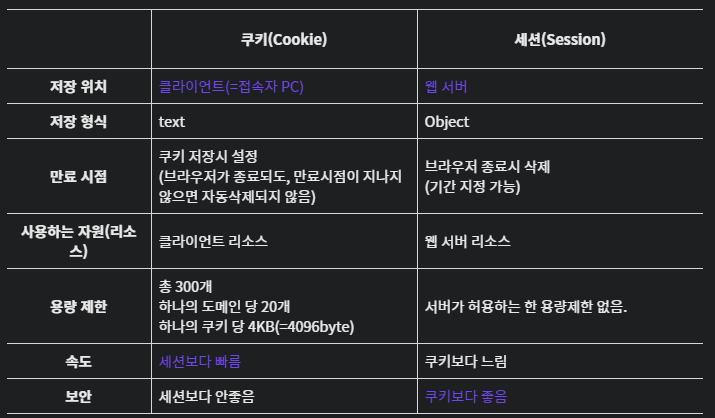 쿠키(Cookie) 세션(Session)
저장 위치 클라이언트(=접속자 PC) 웹 서버
저장 형식 text Object
만료 시점
쿠키 저장시 설정
(브라우저가 종료되도, 만료시점이 지나지
않으면 자동삭제되지 않음)
브라우저 종료시 삭제
(기간 지정 가능)
사용하는 자원(리소
스)
클라이언트 리소스 웹 서버 리소스
용량 제한
총 300개
하나의 도메인 당 20개
하나의 쿠키 당 4KB(=4096byte)
서버가 허용하는 한 용량제한 없음.
속도 세션보다 빠름 쿠키보다 느림
보안 세션보다 안좋음 쿠키보다 좋음